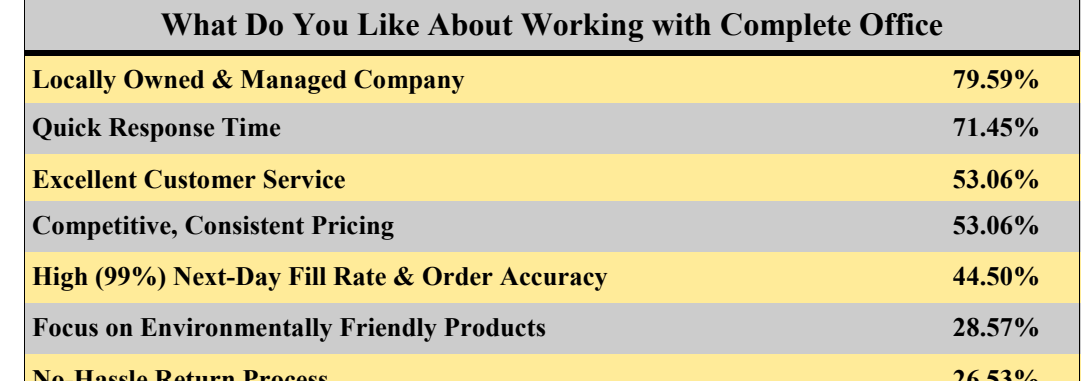 What Do You Like About Working with Complete Office
Locally Owned & Managed Company 79.59%
Quick Response Time 71.45%
Excellent Customer Service 53.06%
Competitive, Consistent Pricing 53.06%
High (99%) Next-Day Fill Rate & Order Accuracy 44.50%
Focus on Environmentally Friendly Products 28.57%
No-Hassle Return Process 26.53%